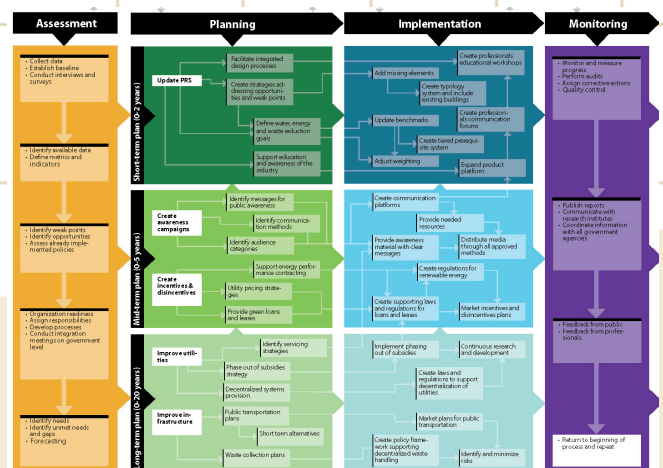 Assessment
Planning
Implementation
Monitoring
• Collect data
• Establish baseline
• Conduct interviews and
surveys
• Identify available data
• Define metrics and
indicators
• Identify weak points
• Identify opportunities
• Assess already imple-
mented policies
• Organization readiness
• Assign responsibilities
• Develop processes
• Conduct integration
meetings on government
level
• Identify needs
• Identify unmet needs
and gaps
• Forecasting
Short-term plan (0-2 years)
Update PRS
Facilitate integrated
design processes
Create strategies ad-
dressing opportuni-
ties and weak points
Define water, energy
and waste reduction
goals
Support education
and awareness of the
industry
Mid-term plan (0-5 years)
Create
awareness
campaigns
Identify messages for
public awareness
Identify communica-
tion methods
Identify audience
categories
Create
incentives &
disincentives
Support energy perfor-
mance contracting
Utility pricing strate-
gies
Provide green loans
and leases
Long-term plan (0-20 years)
Improve utili-
ties
Identify servicing
strategies
Phase out of subsidies
strategy
Decentralized systems
provision
Improve in-
frastructure
Public transportation
plans
Short term alternatives
Waste collection plans
Create professionals
educational workshops
Add missing elements
Create typology
system and include
existing buildings
Update benchmarks
Create profession-
als communication
forums
Create tiered prerequi-
site system
Adjust weighting
Expand product
platform
Create communication
platforms
Provide needed
resources
Provide awareness
material with clear
messages
Distribute media
through all approved
methods
Create regulations for
renewable energy
Create supporting laws
and regulations for
loans and leases
Market incentives and
disincentives plans
Implement phasing
out of subsidies
Continuous research
and development
Create laws and
regulations to support
decentralization of
utilities
Market plans for public
transportation
Create policy frame-
work supporting
decentralized waste
handling
Identify and minimize
risks
• Monitor and measure
progress
• Perform audits
• Assign corrective actions
• Quality control
• Publish reports
• Communicate with
research institutes
• Coordinate information
with all government
agencies
• Feedback from public
• Feedback from profes-
sionals
• Return to beginning of
process and repeat